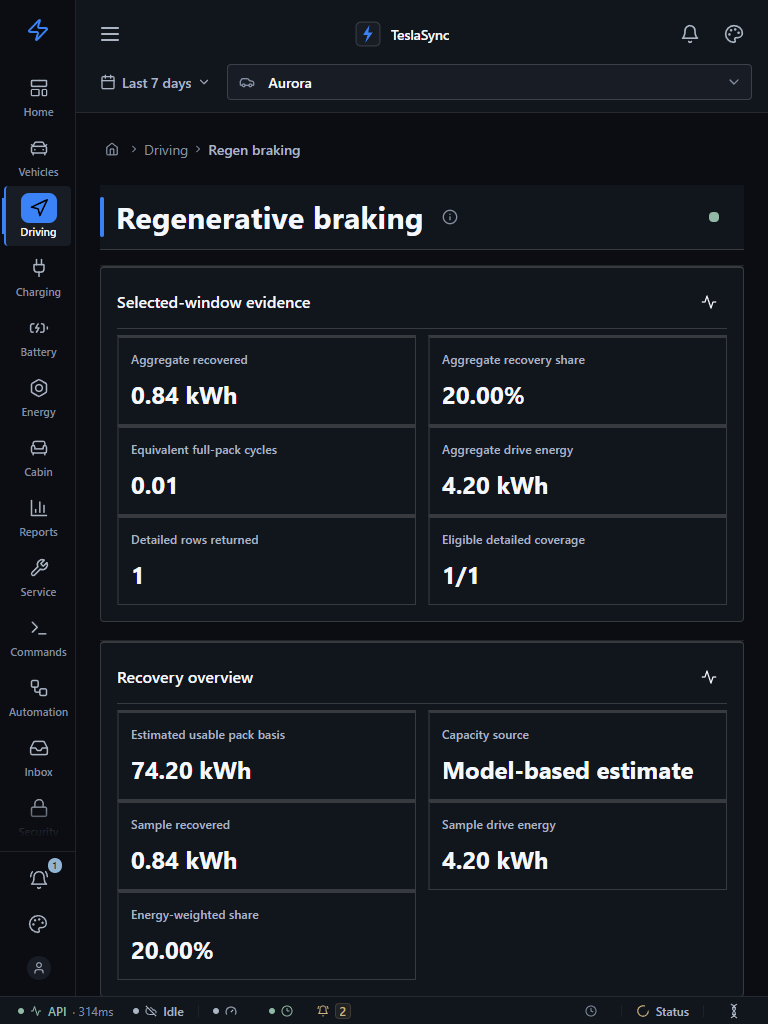 TeslaSync
Last 7 days
Aurora
Home
Vehicles
Driving
Charging
Battery
Energy
Cabin
Reports
Service
Commands
Automation
Inbox
Security
1
Driving
Regen braking
Regenerative braking
Selected-window evidence
Aggregate recovered
0.84 kWh
Aggregate recovery share
20.00%
Equivalent full-pack cycles
0.01
Aggregate drive energy
4.20 kWh
Detailed rows returned
1
Eligible detailed coverage
1/1
Recovery overview
Estimated usable pack basis
74.20 kWh
Capacity source
Model-based estimate
Sample recovered
0.84 kWh
Sample drive energy
4.20 kWh
Energy-weighted share
20.00%
API · 314ms
Idle
2
Status